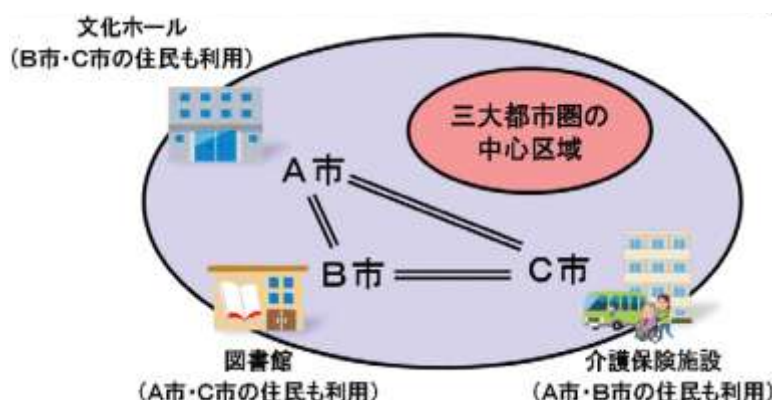 文化ホール
(B市・C市の住民も利用)
三大都市圏の
中心区域
A市
B市
C市
図書館
(A市・C市の住民も利用)
介護保険施設
(A市・B市の住民も利用)